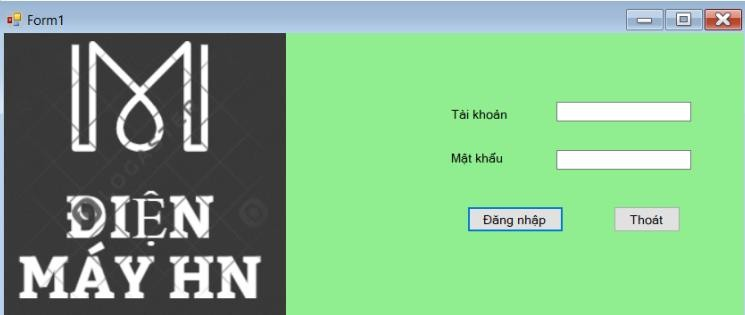 Form1
M
ĐIỆN
MÁY HN
Tài khoản
Mật khẩu
Đăng nhập
Thoát